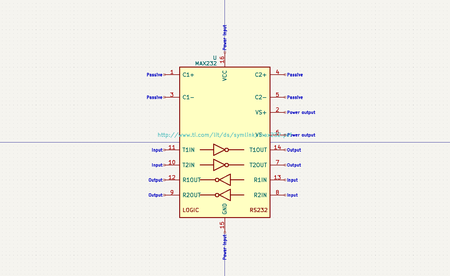 Power input
16
U
MAX232
VCC
Passive 1 C1+ C2+ 4 Passive
Passive 3 C1- C2- 5 Passive
VS+ 2 Power output
http://www.ti.com/lit/ds/symlink/
VS- 6 Power output
Input 11 T1IN T1OUT 14 Output
Input 10 T2IN T2OUT 7 Output
Output 12 R1OUT R1IN 13 Input
Output 9 R2OUT R2IN 8 Input
LOGIC GND RS232
15
Power input